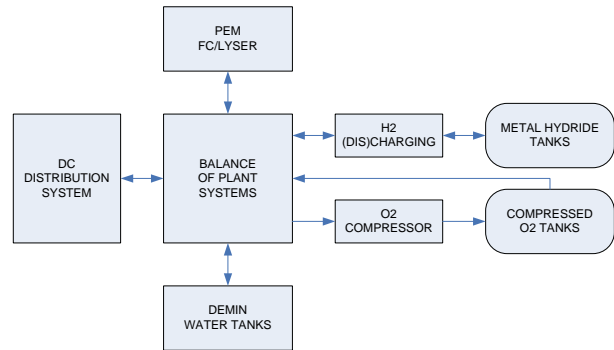 PEM
FC/LYSER
DC
DISTRIBUTION
SYSTEM
BALANCE
OF PLANT
SYSTEMS
H2
(DIS)CHARGING
METAL HYDRIDE
TANKS
O2
COMPRESSOR
COMPRESSED
O2 TANKS
DEMIN
WATER TANKS